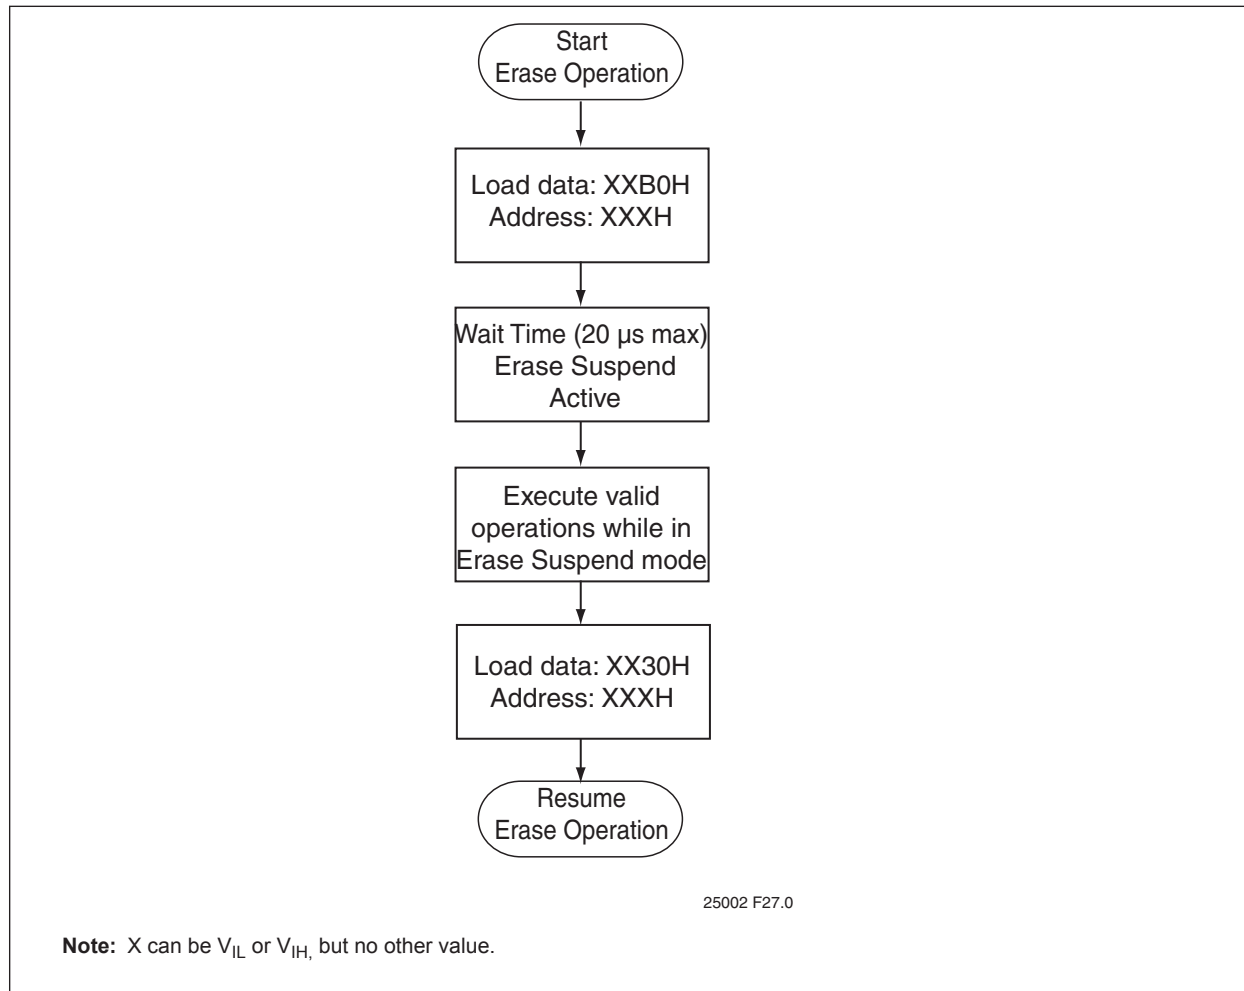 Start
Erase Operation
Load data: XXB0H
Address: XXXH
Wait Time (20 µs max)
Erase Suspend
Active
Execute valid
operations while in
Erase Suspend mode
Load data: XX30H
Address: XXXH
Resume
Erase Operation
25002 F27.0
Note: X can be VIL or VIH, but no other value.